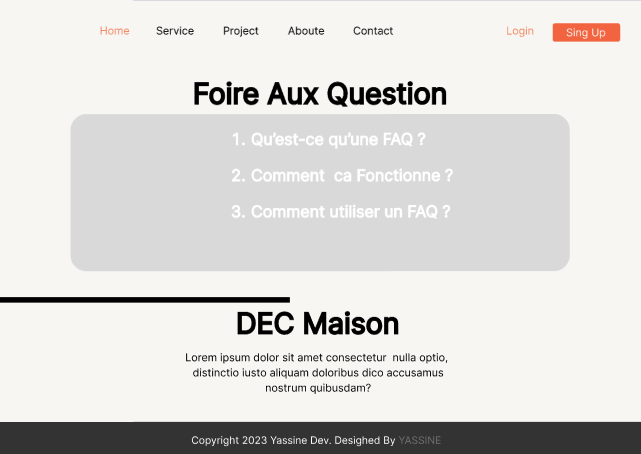 Home Service Project Aboute Contact Login Sing Up
Foire Aux Question
1. Qu'est-ce qu'une FAQ ?
2. Comment ca Fonctionne ?
3. Comment utiliser un FAQ ?
DEC Maison
Lorem ipsum dolor sit amet consectetur nulla optio,
distinctio iusto aliquam doloribus dico accusamus
nostrum quibusdam?
Copyright 2023 Yassine Dev. Desighed By YASSINE